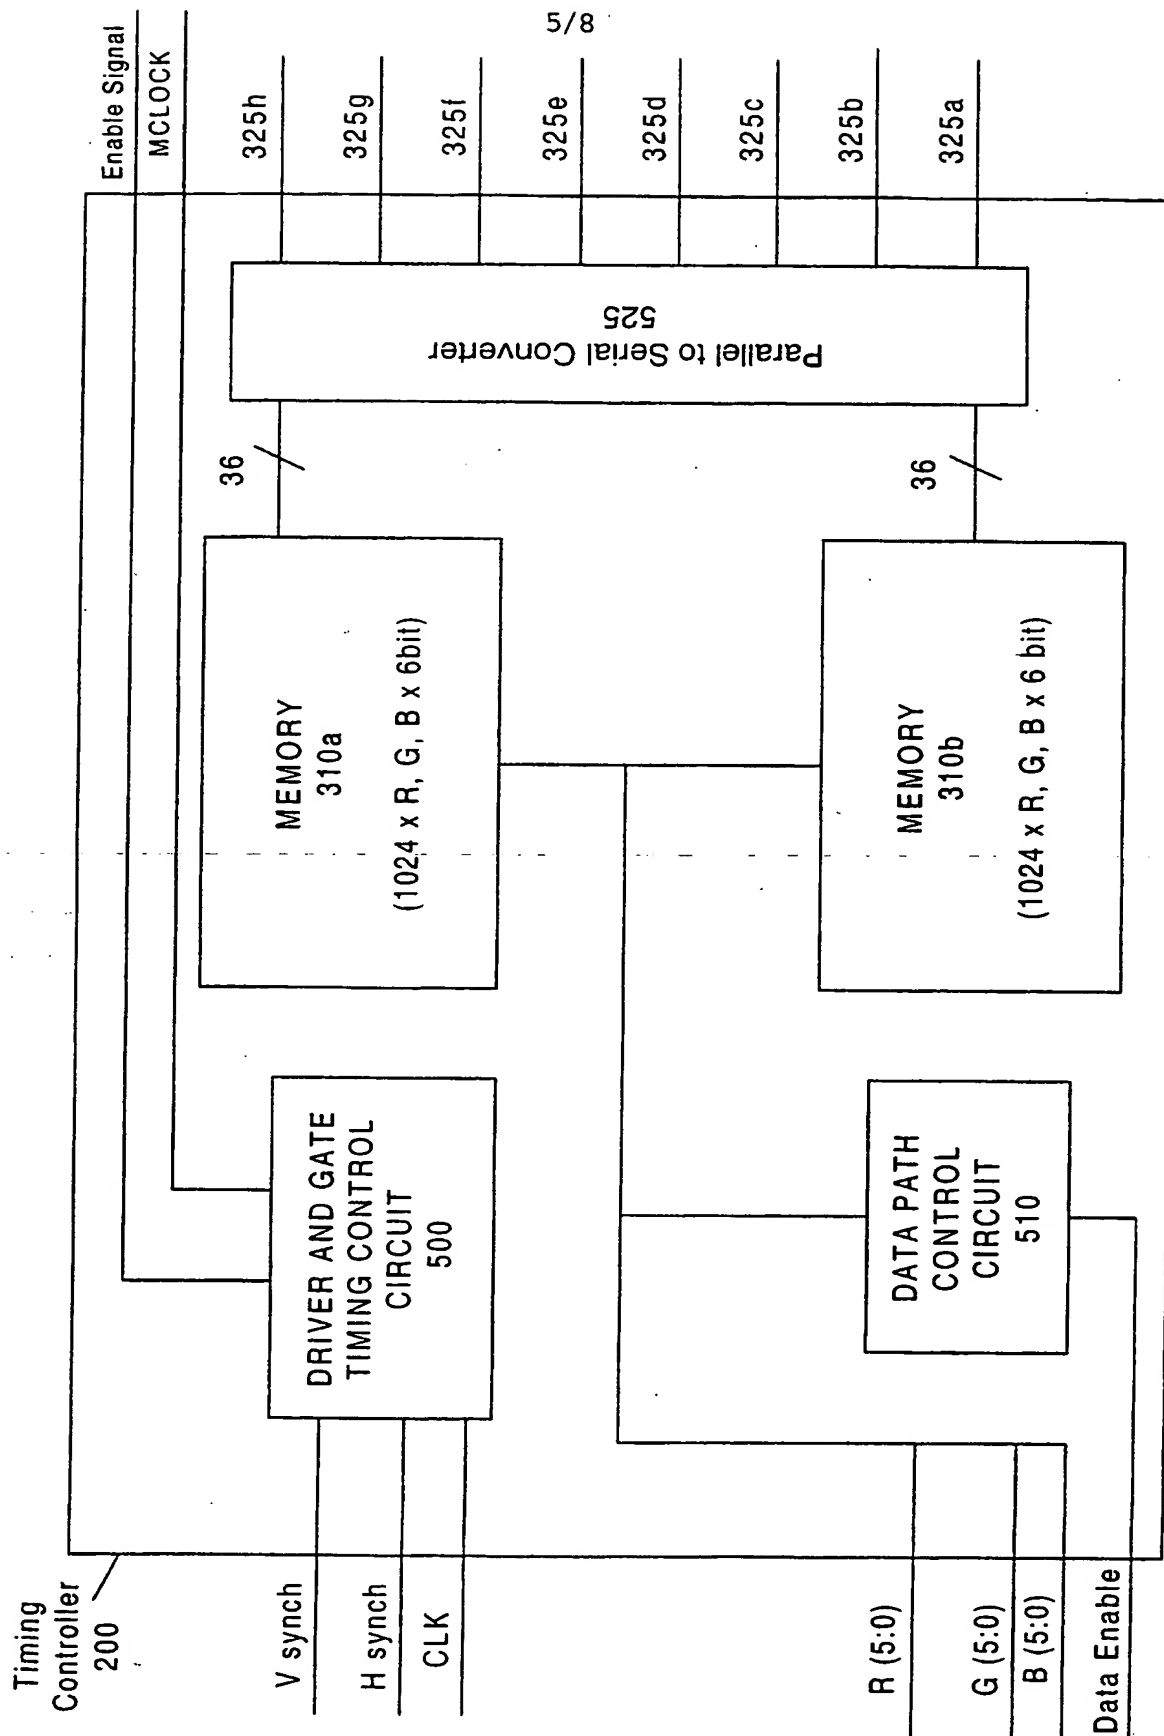 8/5
Timing
Controller
200
V synch
H synch
CLK
R (5:0)
G (5:0)
B (5:0)
Data Enable
DRIVER AND GATE
TIMING CONTROL
CIRCUIT
500
DATA PATH
CONTROL
CIRCUIT
510
MEMORY
310a
(1024 x R, G, B x 6bit)
MEMORY
310b
(1024 x R, G, B x 6 bit)
36
36
Parallel to Serial Converter
525
Enable Signal
MCLOCK
325h
325g
325f
325e
325d
325c
325b
325a